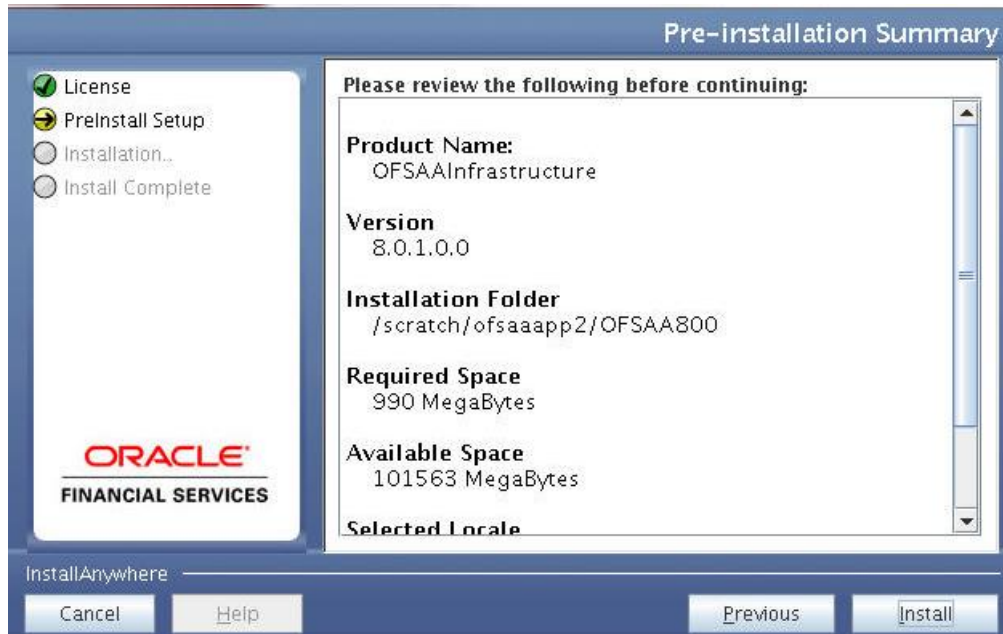 Pre-installation Summary
License
PreInstall Setup
Installation..
Install Complete
ORACLE
FINANCIAL SERVICES
Please review the following before continuing:
Product Name:
OFSAAInfrastructure
Version
8.0.1.0.0
Installation Folder
/scratch/ofsaaapp2/OFSAA800
Required Space
990 MegaBytes
Available Space
101563 MegaBytes
Selected Locale
InstallAnywhere
Cancel
Help
Previous
Install